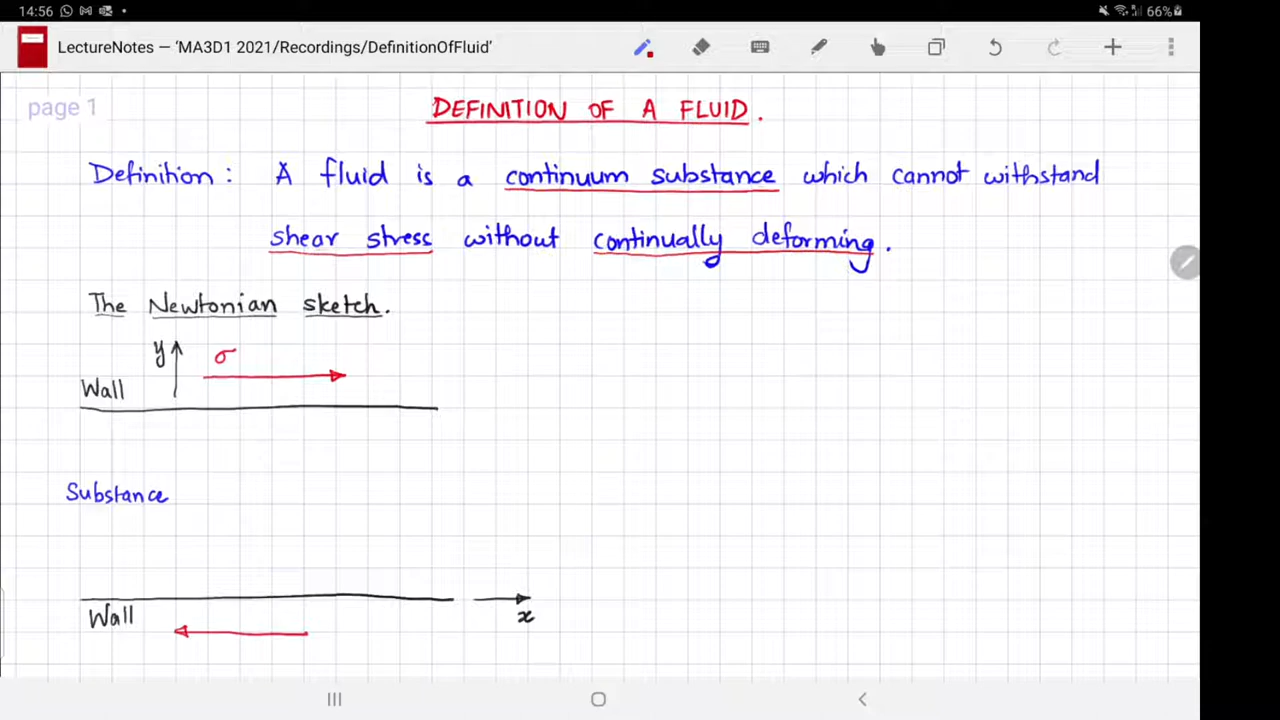 14:56
66%
LectureNotes — ‘MA3D1 2021/Recordings/DefinitionOfFluid’
page 1
DEFINITION OF A FLUID.
Definition: A fluid is a continuum substance which cannot withstand
shear stress without continually deforming.
The Newtonian sketch.
y σ
Wall
Substance
Wall
x